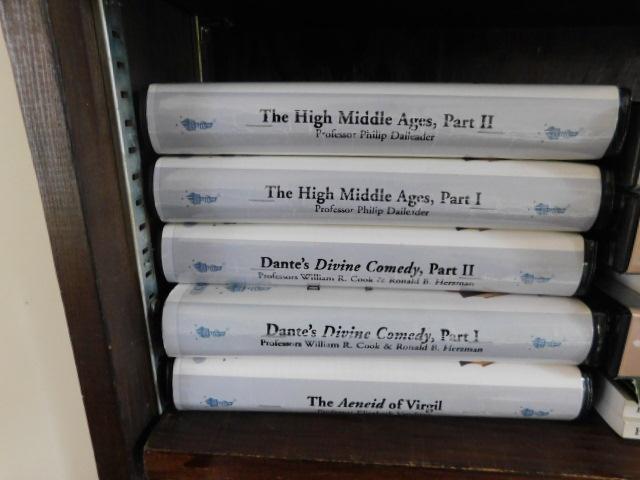 The High Middle Ages, Part II
Professor Philip Daileader
The High Middle Ages, Part I
Professor Philip Daileader
Dante's Divine Comedy, Part II
Professors William R. Cook & Ronald B. Herzman
Dante's Divine Comedy, Part I
Professors William R. Cook & Ronald B. Herzman
The Aeneid of Virgil